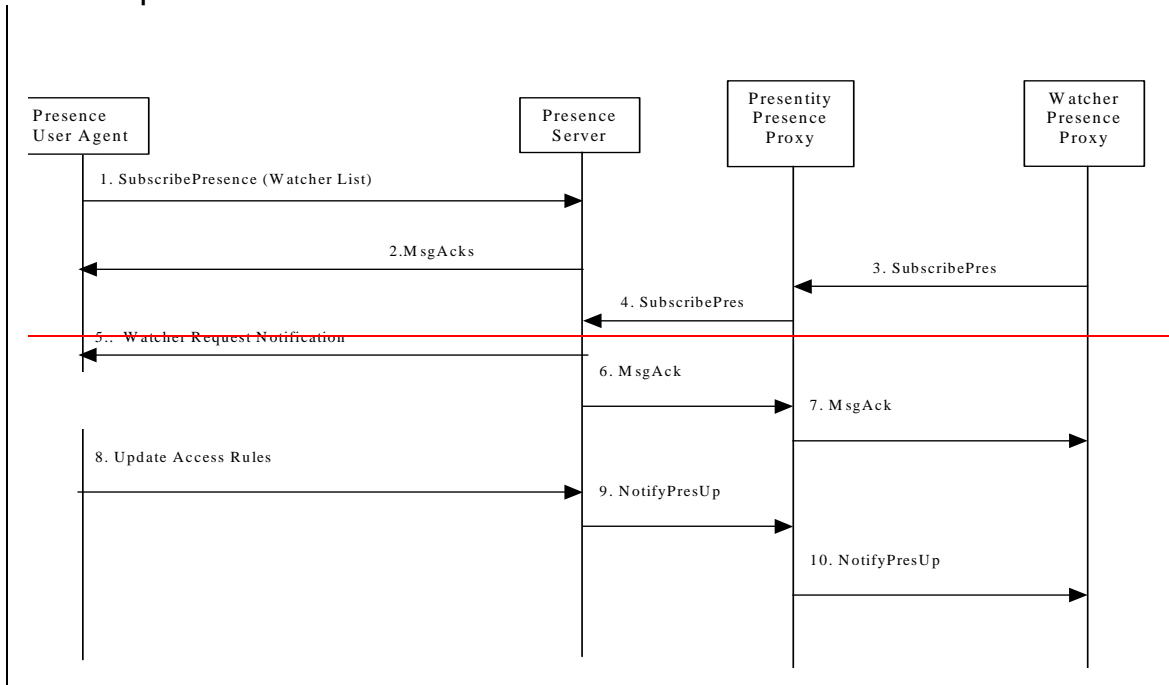 Presence
User Agent
Presence
Server
Presentity
Presence
Proxy
Watcher
Presence
Proxy
1. SubscribePresence (Watcher List)
2.MsgAcks
3. SubscribePres
4. SubscribePres
5.. Watcher Request Notification
6. MsgAck
7. MsgAck
8. Update Access Rules
9. NotifyPresUp
10. NotifyPresUp